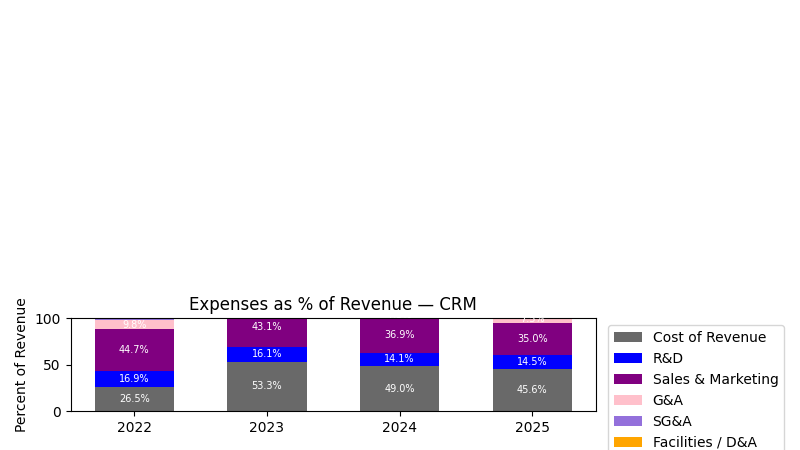 Expenses as % of Revenue — CRM
Percent of Revenue
100
50
0
9.8%
44.7%
16.9%
26.5%
43.1%
16.1%
53.3%
36.9%
14.1%
49.0%
35.0%
14.5%
45.6%
2022
2023
2024
2025
Cost of Revenue
R&D
Sales & Marketing
G&A
SG&A
Facilities / D&A